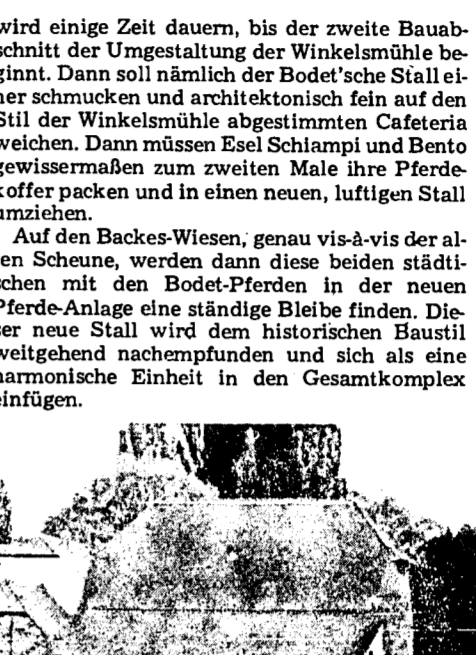 wird einige Zeit dauern, bis der zweite Bauab-
schnitt der Umgestaltung der Winkelsmühle be-
ginnt. Dann soll nämlich der Bodet'sche Stall ei-
ner schmucken und architektonisch fein auf den
Stil der Winkelsmühle abgestimmten Cafeteria
weichen. Dann müssen Esel Schlampi und Bento
gewissermaßen zum zweiten Male ihre Pferde-
koffer packen und in einen neuen, luftigen Stall
umziehen.
Auf den Backes-Wiesen, genau vis-à-vis der al-
ten Scheune, werden dann diese beiden städti-
schen mit den Bodet-Pferden in der neuen
Pferde-Anlage eine ständige Bleibe finden. Die-
ser neue Stall wird dem historischen Baustil
weitgehend nachempfunden und sich als eine
harmonische Einheit in den Gesamtkomplex
einfügen.